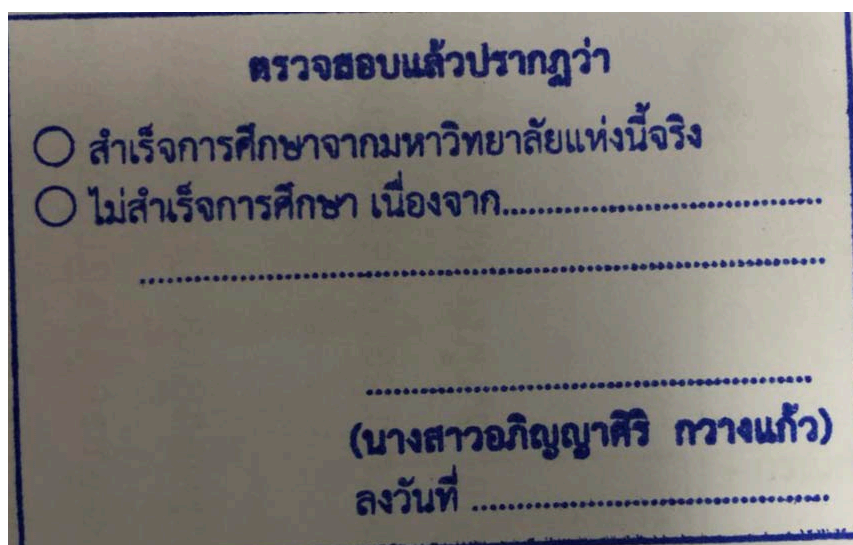 ตรวจสอบแล้วปรากฏว่า
○ สำเร็จการศึกษาจากมหาวิทยาลัยแห่งนี้จริง
○ ไม่สำเร็จการศึกษา เนื่องจาก........................................
................................................................................
..................................................
(นางสาวอภิญญาศิริ กวางแก้ว)
ลงวันที่ ........................................